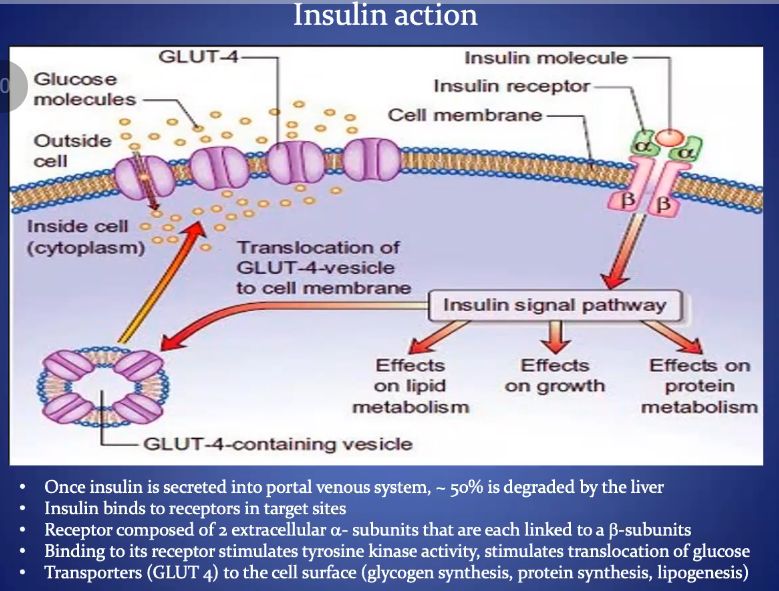 Insulin action
GLUT-4
Insulin molecule
Glucose
molecules
Insulin receptor
Cell membrane
Outside
cell
α
α
β
β
Inside cell
(cytoplasm)
Translocation of
GLUT-4-vesicle
to cell membrane
Insulin signal pathway
Effects
on lipid
metabolism
Effects
on growth
Effects on
protein
metabolism
GLUT-4-containing vesicle
• Once insulin is secreted into portal venous system, ~ 50% is degraded by the liver
• Insulin binds to receptors in target sites
• Receptor composed of 2 extracellular α- subunits that are each linked to a β-subunits
• Binding to its receptor stimulates tyrosine kinase activity, stimulates translocation of glucose
• Transporters (GLUT 4) to the cell surface (glycogen synthesis, protein synthesis, lipogenesis)